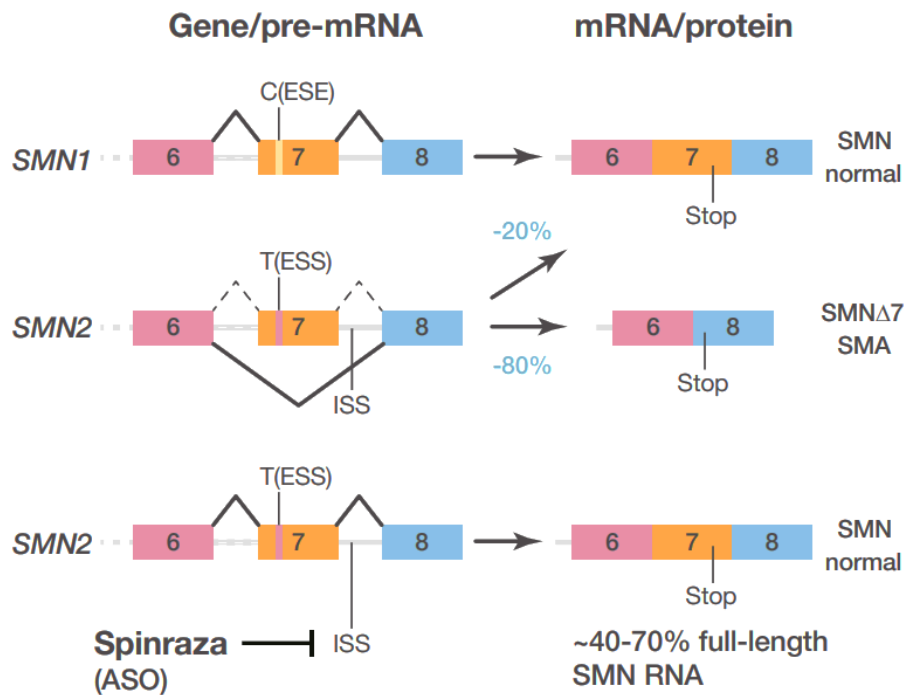 Gene/pre-mRNA mRNA/protein
C(ESE)
SMN1 6 7 8 6 7 8 SMN normal
Stop
-20%
T(ESS)
SMN2 6 7 8 6 8 SMNΔ7 SMA
-80%
Stop
ISS
T(ESS)
SMN2 6 7 8 6 7 8 SMN normal
Stop
Spinraza
(ASO)
ISS
~40-70% full-length
SMN RNA